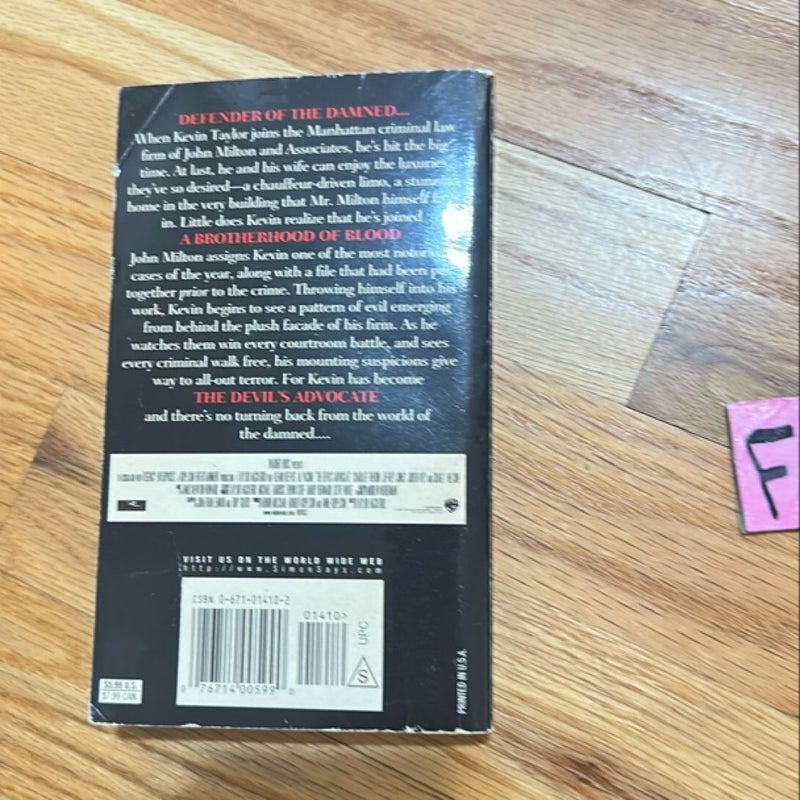 DEFENDER OF THE DAMNED....
When Kevin Taylor joins the Manhattan criminal law
firm of John Milton and Associates, he's hit the big
time. At last, he and his wife can enjoy the luxuries
they've so desired—a chauffeur-driven limo, a
home in the very building that Mr. Milton himself
in. Little does Kevin realize that he's joined
A BROTHERHOOD OF BLOOD
John Milton assigns Kevin one of the most
cases of the year, along with a file that had been
together prior to the crime. Throwing himself into his
work, Kevin begins to see a pattern of evil emerging
from behind the plush facade of his firm. As he
watches them win every courtroom battle, and sees
every criminal walk free, his mounting suspicions give
way to all-out terror. For Kevin has become
THE DEVIL'S ADVOCATE
and there's no turning back from the world of
the damned....
VISIT US ON THE WORLD WIDE WEB
http://www.SimonSays.com
ISBN 0-671-01410-2
01410>
UPC
S
0 76714 00599 0
$5.99 U.S.
$7.99 CAN.
PRINTED IN U.S.A.
F